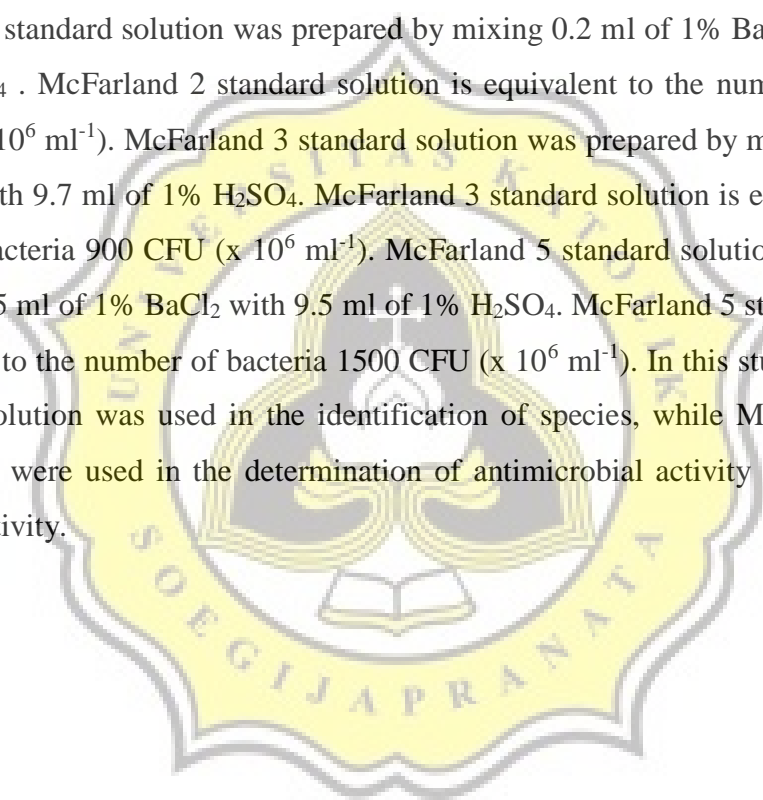 standard solution was prepared by mixing 0.2 ml of 1% Ba
4 . McFarland 2 standard solution is equivalent to the num
10⁶ ml⁻¹). McFarland 3 standard solution was prepared by m
th 9.7 ml of 1% H₂SO₄. McFarland 3 standard solution is e
acteria 900 CFU (x 10⁶ ml⁻¹). McFarland 5 standard solutio
5 ml of 1% BaCl₂ with 9.5 ml of 1% H₂SO₄. McFarland 5 st
to the number of bacteria 1500 CFU (x 10⁶ ml⁻¹). In this stu
olution was used in the identification of species, while M
were used in the determination of antimicrobial activity
tivity.
UNIVERSITAS KATOLIK
SOEGIJAPRANATA